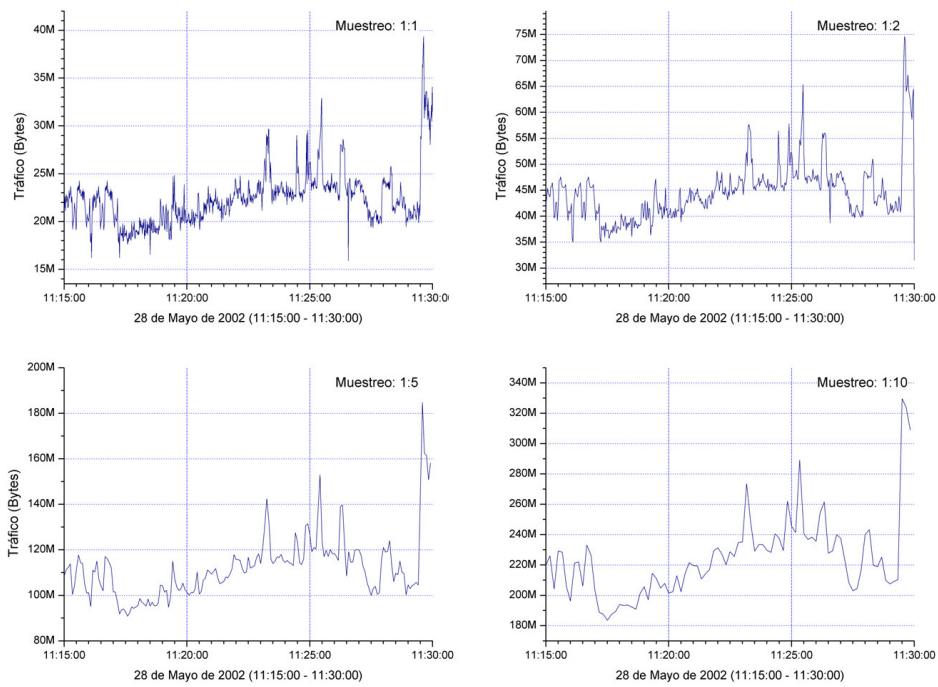 Muestreo: 1:1
40M
35M
30M
25M
20M
15M
Tráfico (Bytes)
11:15:00
11:20:00
11:25:00
11:30:00
28 de Mayo de 2002 (11:15:00 - 11:30:00)
Muestreo: 1:2
75M
70M
65M
60M
55M
50M
45M
40M
35M
30M
Tráfico (Bytes)
11:15:00
11:20:00
11:25:00
11:30:00
28 de Mayo de 2002 (11:15:00 - 11:30:00)
Muestreo: 1:5
200M
180M
160M
140M
120M
100M
80M
Tráfico (Bytes)
11:15:00
11:20:00
11:25:00
11:30:00
28 de Mayo de 2002 (11:15:00 - 11:30:00)
Muestreo: 1:10
340M
320M
300M
280M
260M
240M
220M
200M
180M
11:15:00
11:20:00
11:25:00
11:30:00
28 de Mayo de 2002 (11:15:00 - 11:30:00)